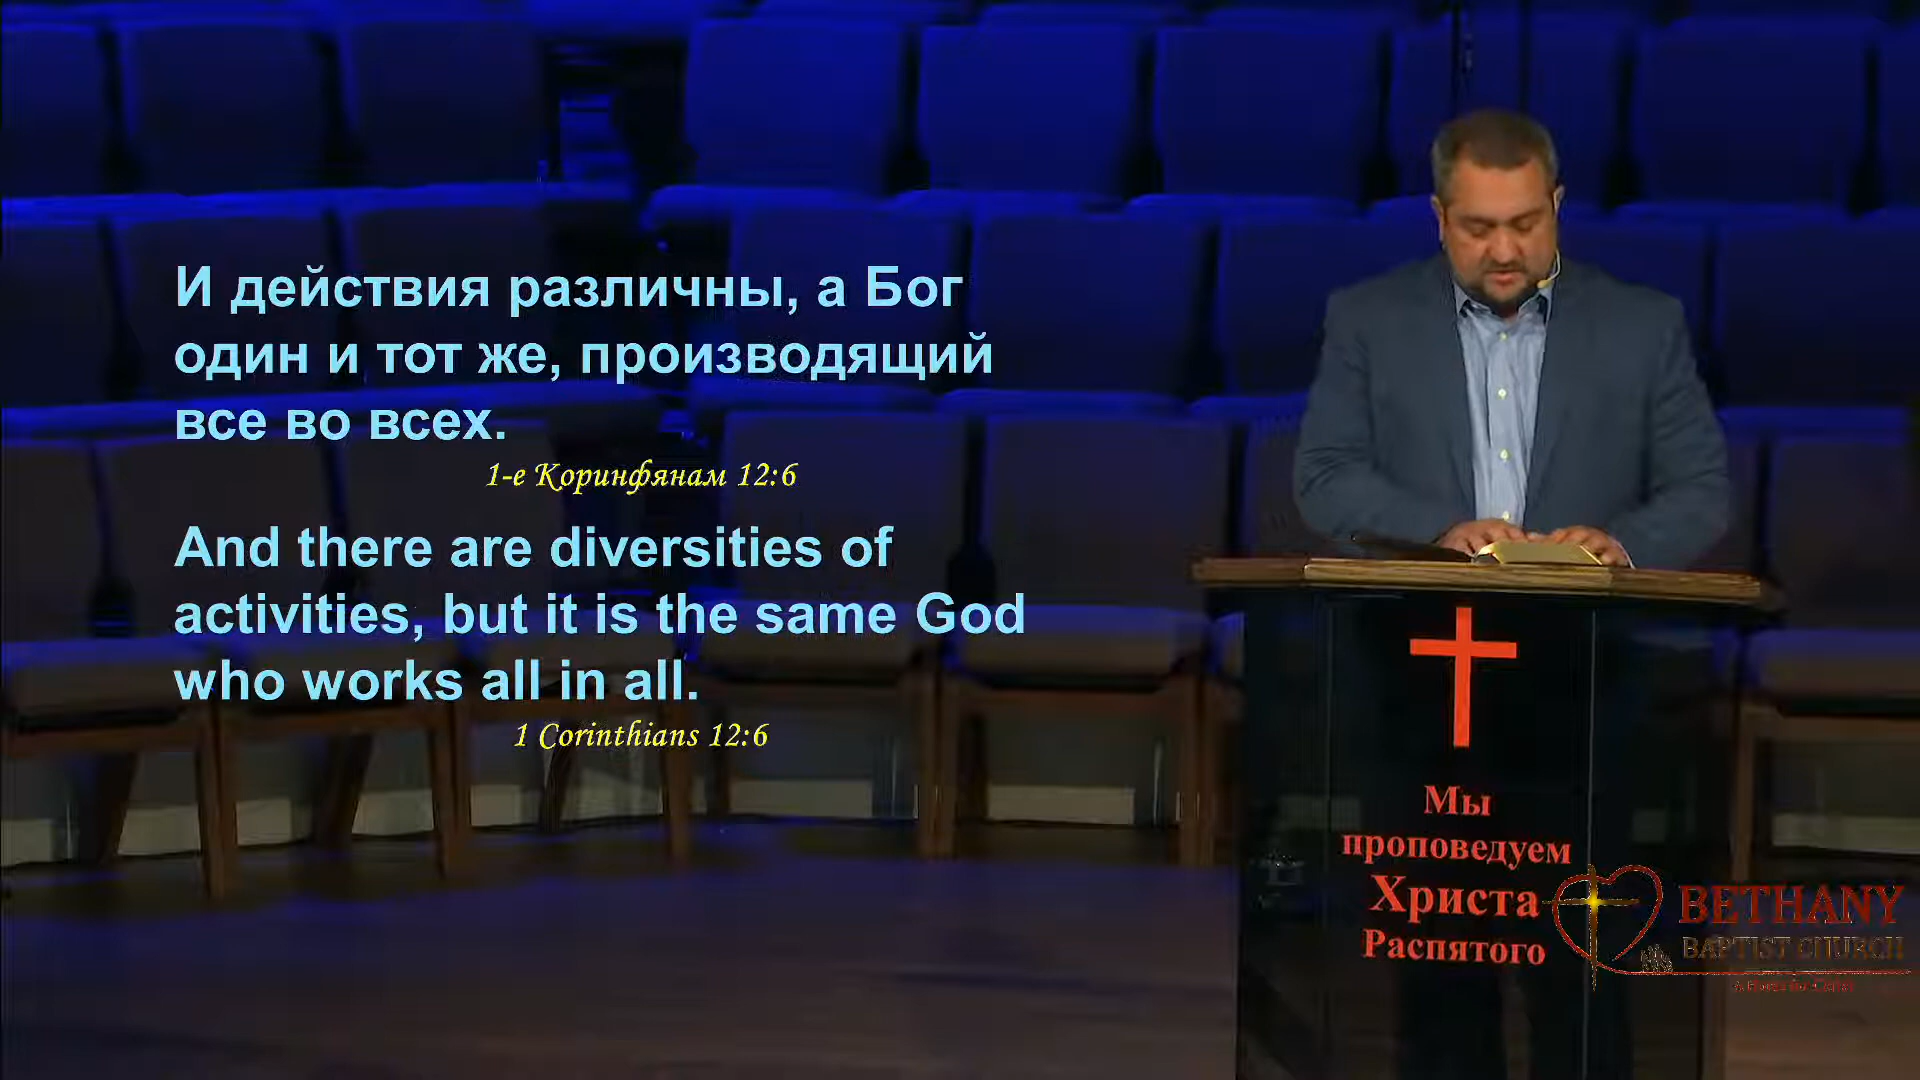 И действия различны, а Бог
один и тот же, производящий
все во всех.
1-е Коринфянам 12:6
And there are diversities of
activities, but it is the same God
who works all in all.
1 Corinthians 12:6
Мы
проповедуем
Христа
Распятого
BETHANY
BAPTIST CHURCH